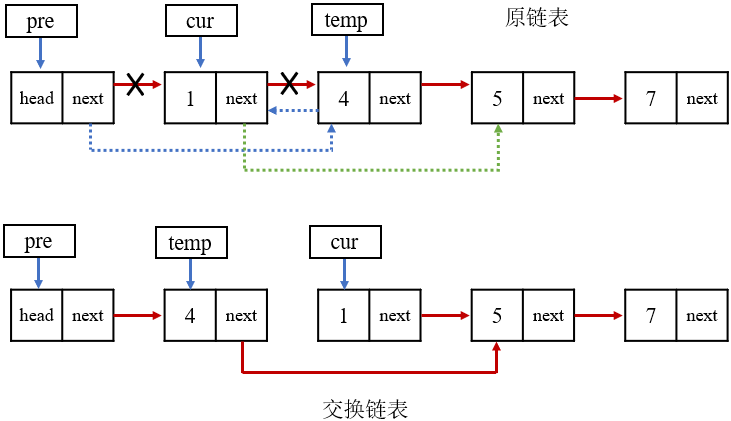 pre cur temp 原链表
head next 1 next 4 next 5 next 7 next
pre temp cur
head next 4 next 1 next 5 next 7 next
交换链表